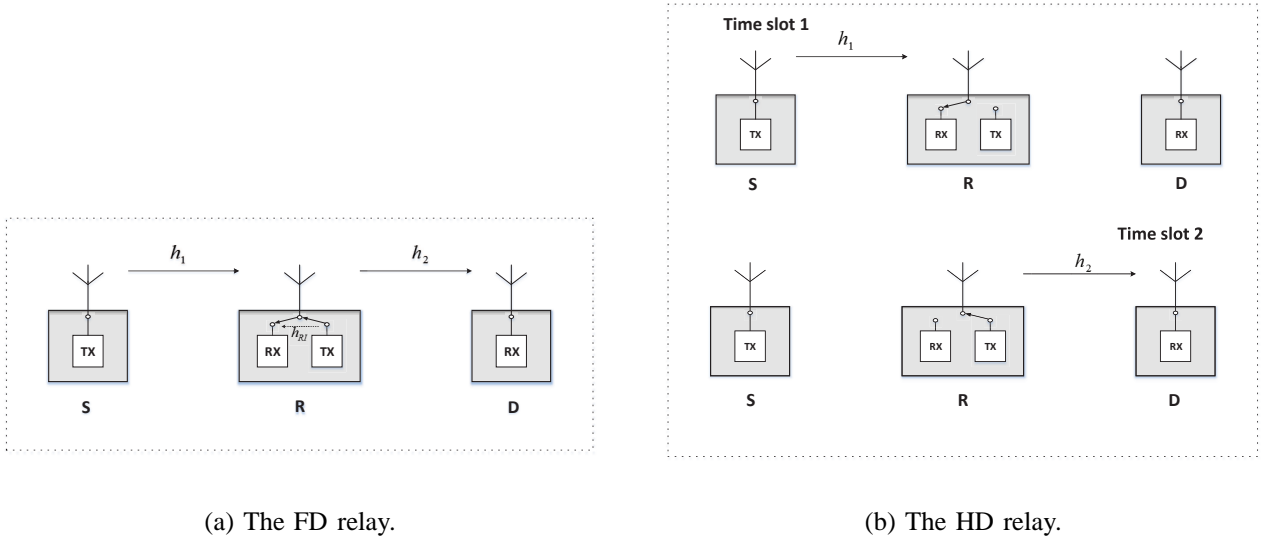 h1 h2
hRI
TX RX TX RX
S R D
(a) The FD relay.
Time slot 1
h1
TX RX TX RX
S R D
Time slot 2
h2
TX RX TX RX
S R D
(b) The HD relay.